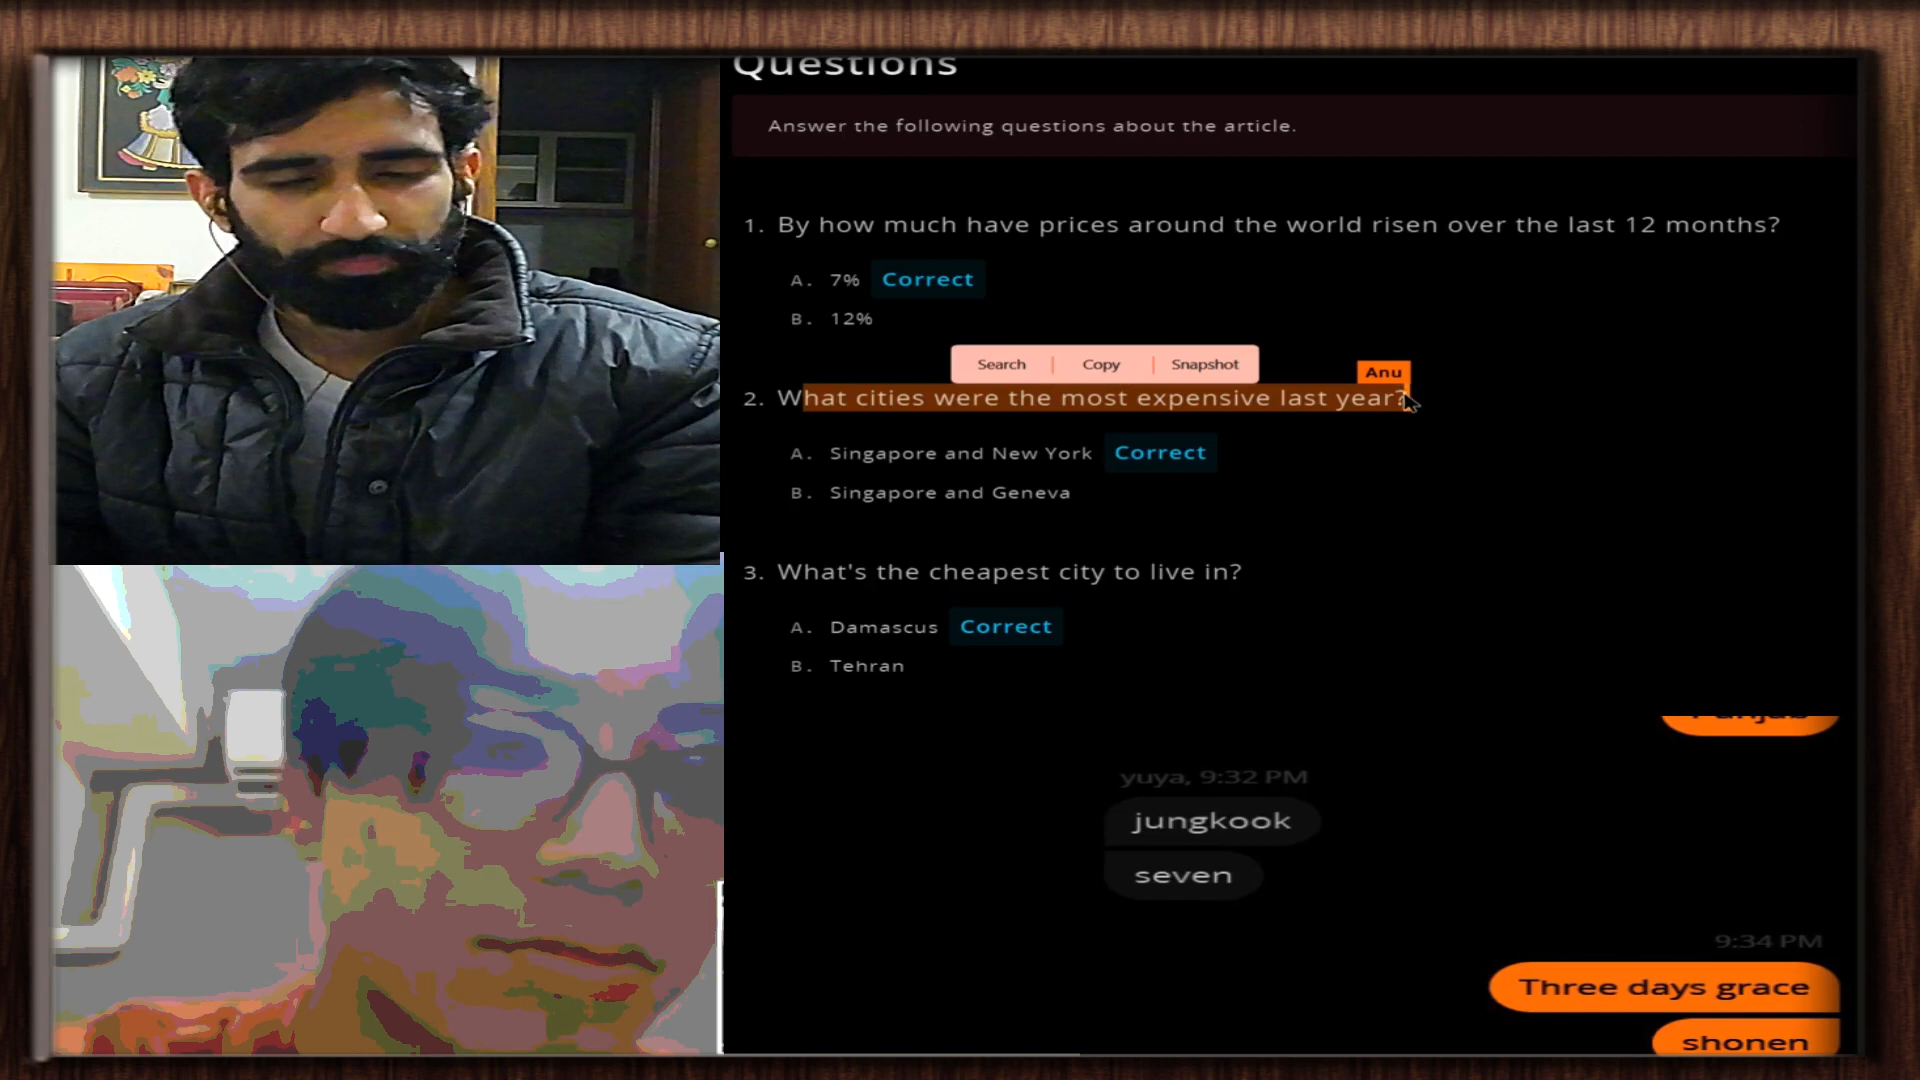 Questions
Answer the following questions about the article.
1. By how much have prices around the world risen over the last 12 months?
A. 7% Correct
B. 12%
Search Copy Snapshot
Anu
2. What cities were the most expensive last year?
A. Singapore and New York Correct
B. Singapore and Geneva
3. What's the cheapest city to live in?
A. Damascus Correct
B. Tehran
Punjab
yuya, 9:32 PM
jungkook
seven
9:34 PM
Three days grace
shonen